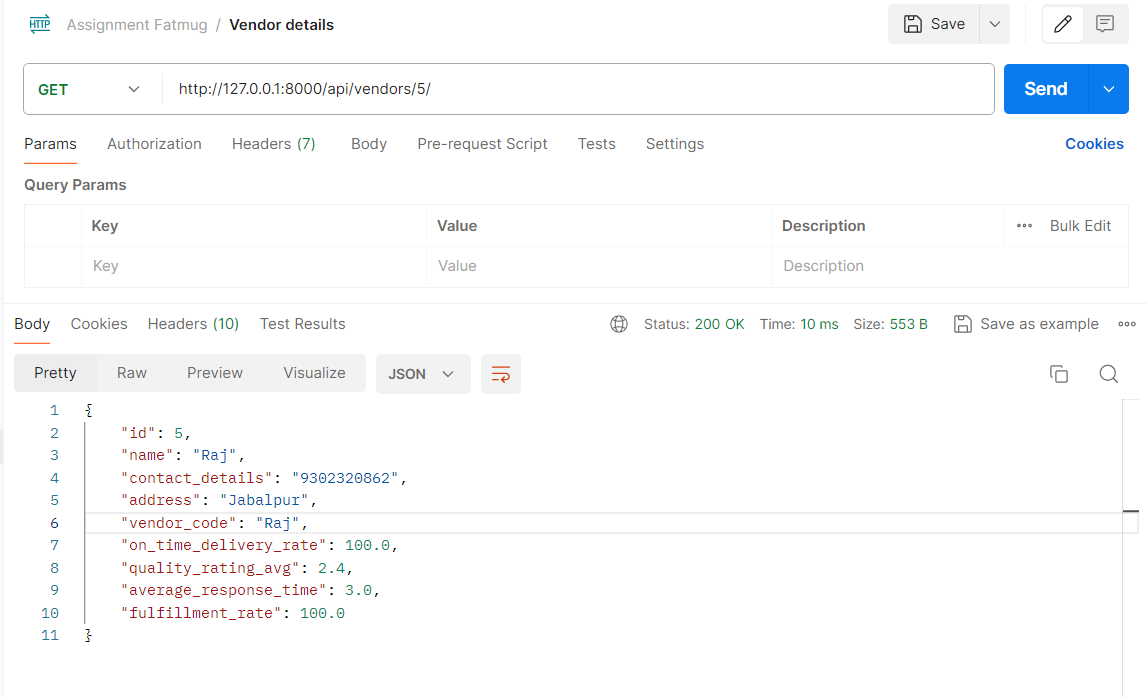 HTTP Assignment Fatmug / Vendor details Save
GET http://127.0.0.1:8000/api/vendors/5/ Send
Params Authorization Headers (7) Body Pre-request Script Tests Settings Cookies
Query Params
Key Value Description Bulk Edit
Key Value Description
Body Cookies Headers (10) Test Results Status: 200 OK Time: 10 ms Size: 553 B Save as example
Pretty Raw Preview Visualize JSON
1 {
2 "id": 5,
3 "name": "Raj",
4 "contact_details": "9302320862",
5 "address": "Jabalpur",
6 "vendor_code": "Raj",
7 "on_time_delivery_rate": 100.0,
8 "quality_rating_avg": 2.4,
9 "average_response_time": 3.0,
10 "fulfillment_rate": 100.0
11 }